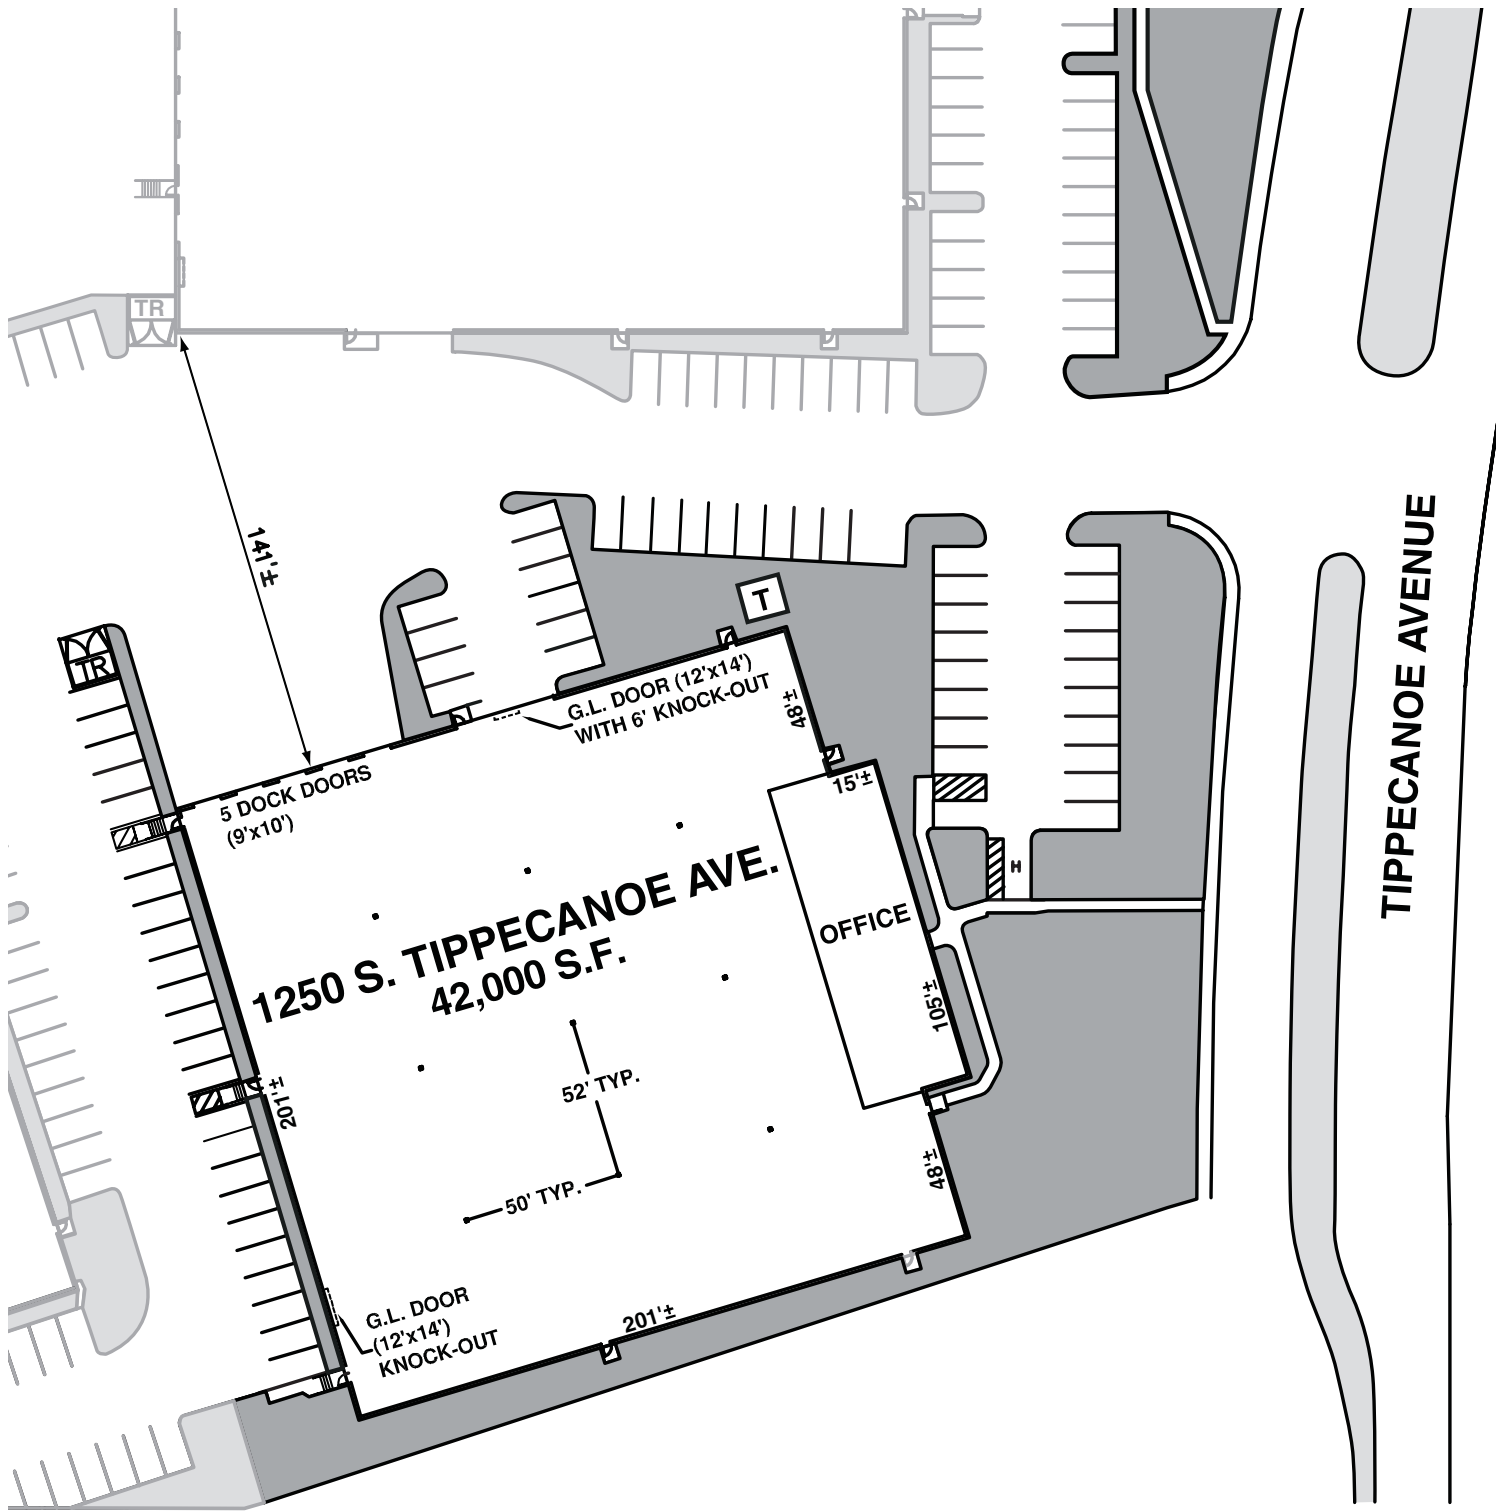 TR
141'±
TIPPECANOE AVENUE
T
TR
G.L. DOOR (12'x14')
WITH 6' KNOCK-OUT
48'±
5 DOCK DOORS
(9'x10')
15'±
H
1250 S. TIPPECANOE AVE.
42,000 S.F.
OFFICE
105'±
52' TYP.
201'±
50' TYP.
48'±
G.L. DOOR
(12'x14')
KNOCK-OUT
201'±